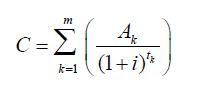 C = \sum_{k=1}^{m} \left( \frac{A_k}{(1+i)^{t_k}} \right)